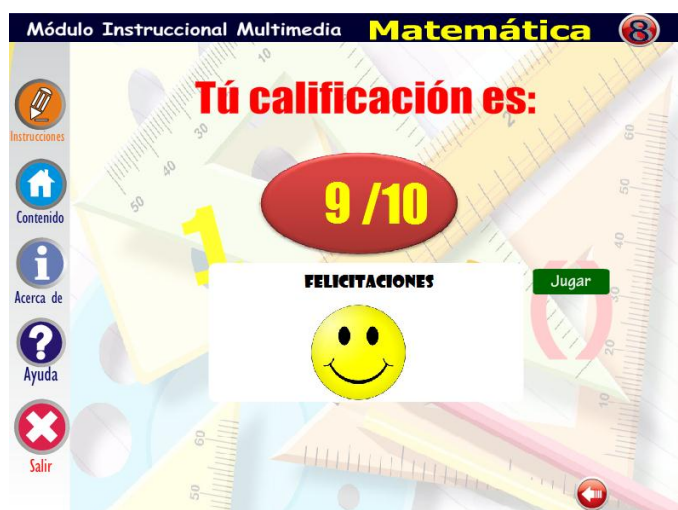 Módulo Instruccional Multimedia Matemática 8
Tú calificación es:
Instrucciones
9 /10
Contenido
FELICITACIONES
Jugar
Acerca de
Ayuda
Salir